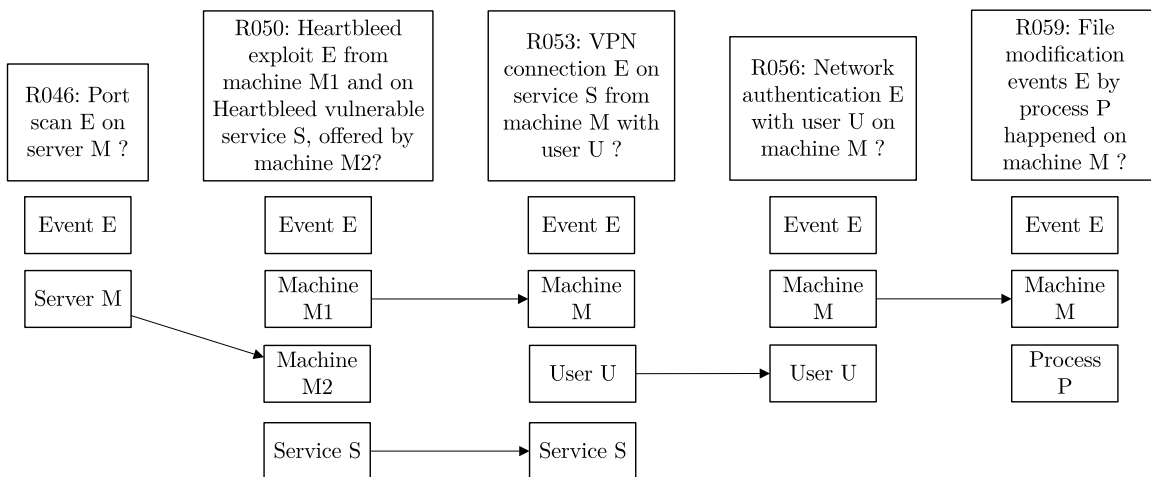 R046: Port
scan E on
server M ?
R050: Heartbleed
exploit E from
machine M1 and on
Heartbleed vulnerable
service S, offered by
machine M2?
R053: VPN
connection E on
service S from
machine M with
user U ?
R056: Network
authentication E
with user U on
machine M ?
R059: File
modification
events E by
process P
happened on
machine M ?
Event E
Event E
Event E
Event E
Event E
Server M
Machine
M1
Machine
M
Machine
M
Machine
M
Machine
M2
User U
User U
Process
P
Service S
Service S